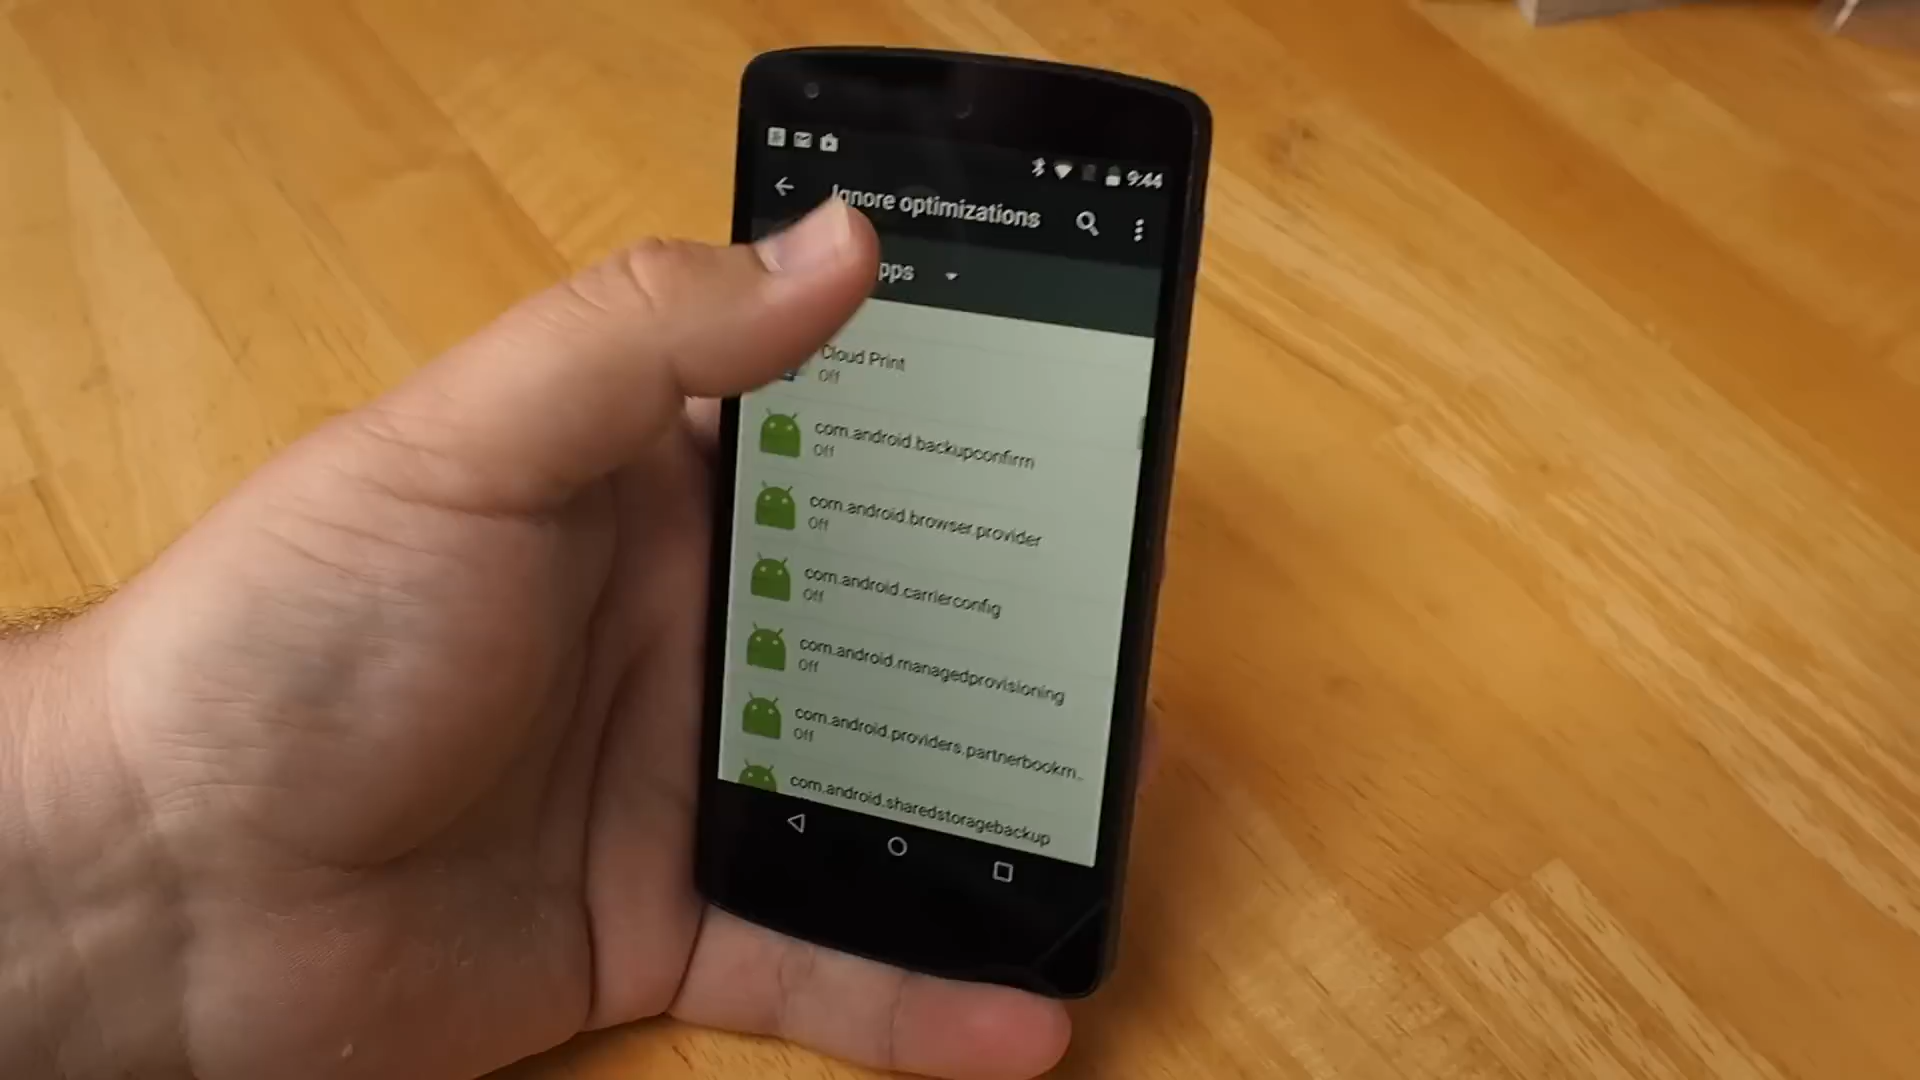 9:44
Ignore optimizations
pps
Cloud Print
Off
com.android.backupconfirm
Off
com.android.browser.provider
Off
com.android.carrierconfig
Off
com.android.managedprovisioning
Off
com.android.providers.partnerbookm..
Off
com.android.sharedstoragebackup